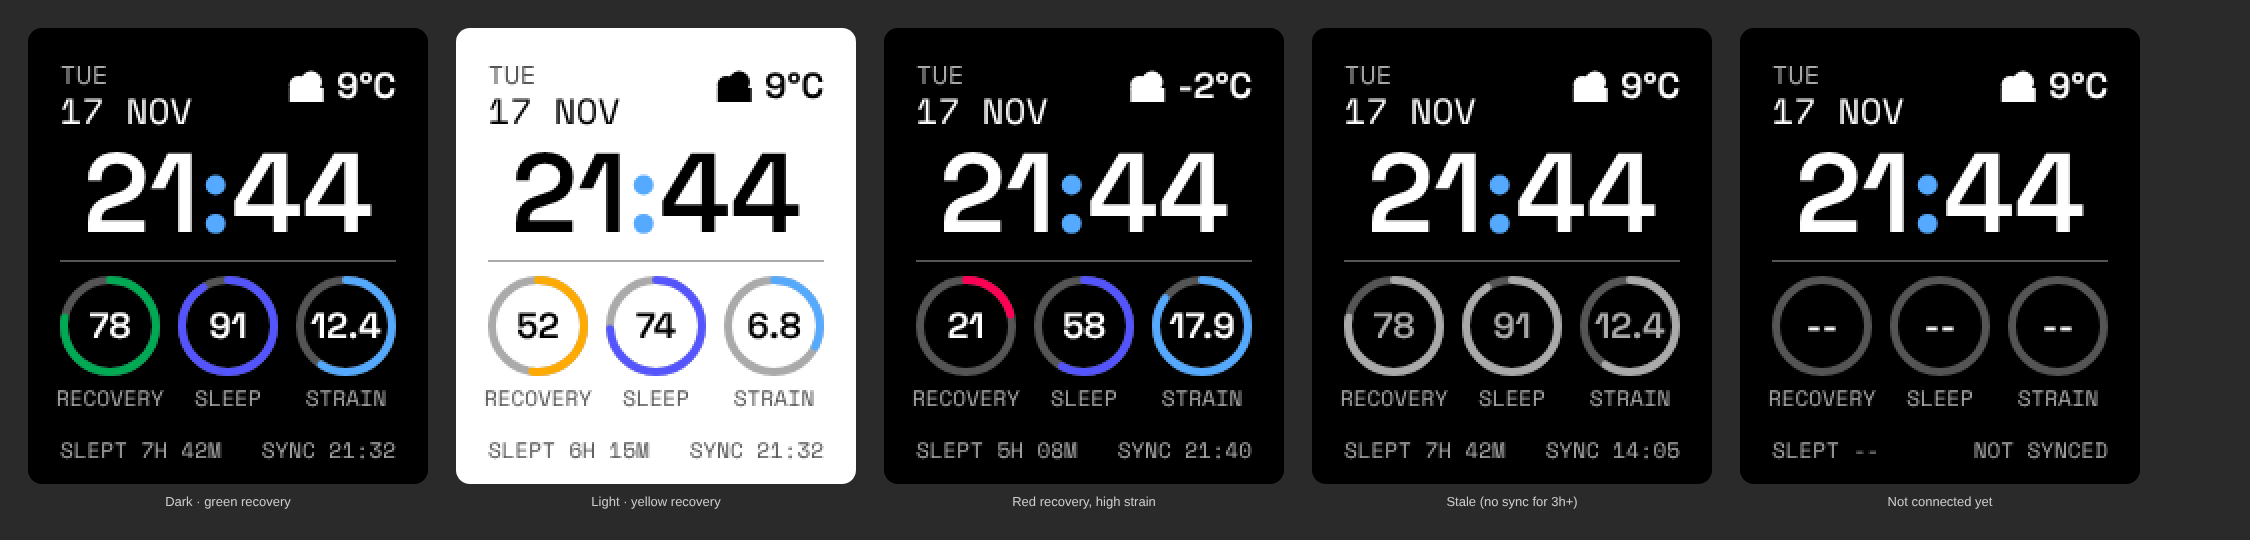 TUE
17 NOV
9°C
21:44
78
91
12.4
RECOVERY
SLEEP
STRAIN
SLEPT 7H 42M
SYNC 21:32
Dark · green recovery
TUE
17 NOV
9°C
21:44
52
74
6.8
RECOVERY
SLEEP
STRAIN
SLEPT 6H 15M
SYNC 21:32
Light · yellow recovery
TUE
17 NOV
-2°C
21:44
21
58
17.9
RECOVERY
SLEEP
STRAIN
SLEPT 5H 08M
SYNC 21:40
Red recovery, high strain
TUE
17 NOV
9°C
21:44
78
91
12.4
RECOVERY
SLEEP
STRAIN
SLEPT 7H 42M
SYNC 14:05
Stale (no sync for 3h+)
TUE
17 NOV
9°C
21:44
--
--
--
RECOVERY
SLEEP
STRAIN
SLEPT --
NOT SYNCED
Not connected yet